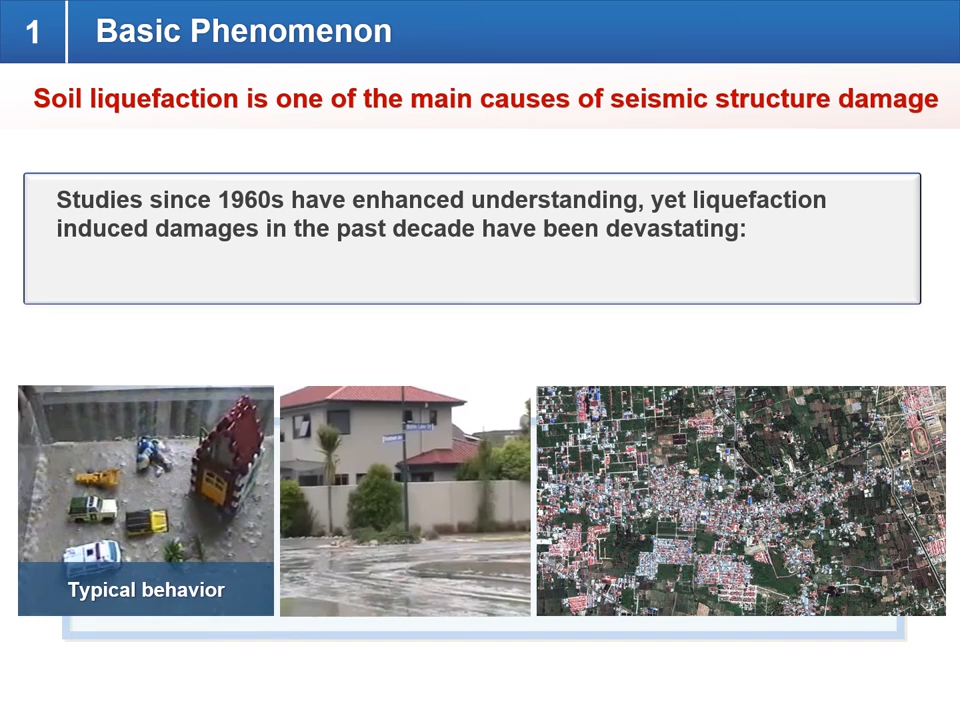 1
Basic Phenomenon
Soil liquefaction is one of the main causes of seismic structure damage
Studies since 1960s have enhanced understanding, yet liquefaction
induced damages in the past decade have been devastating:
Typical behavior